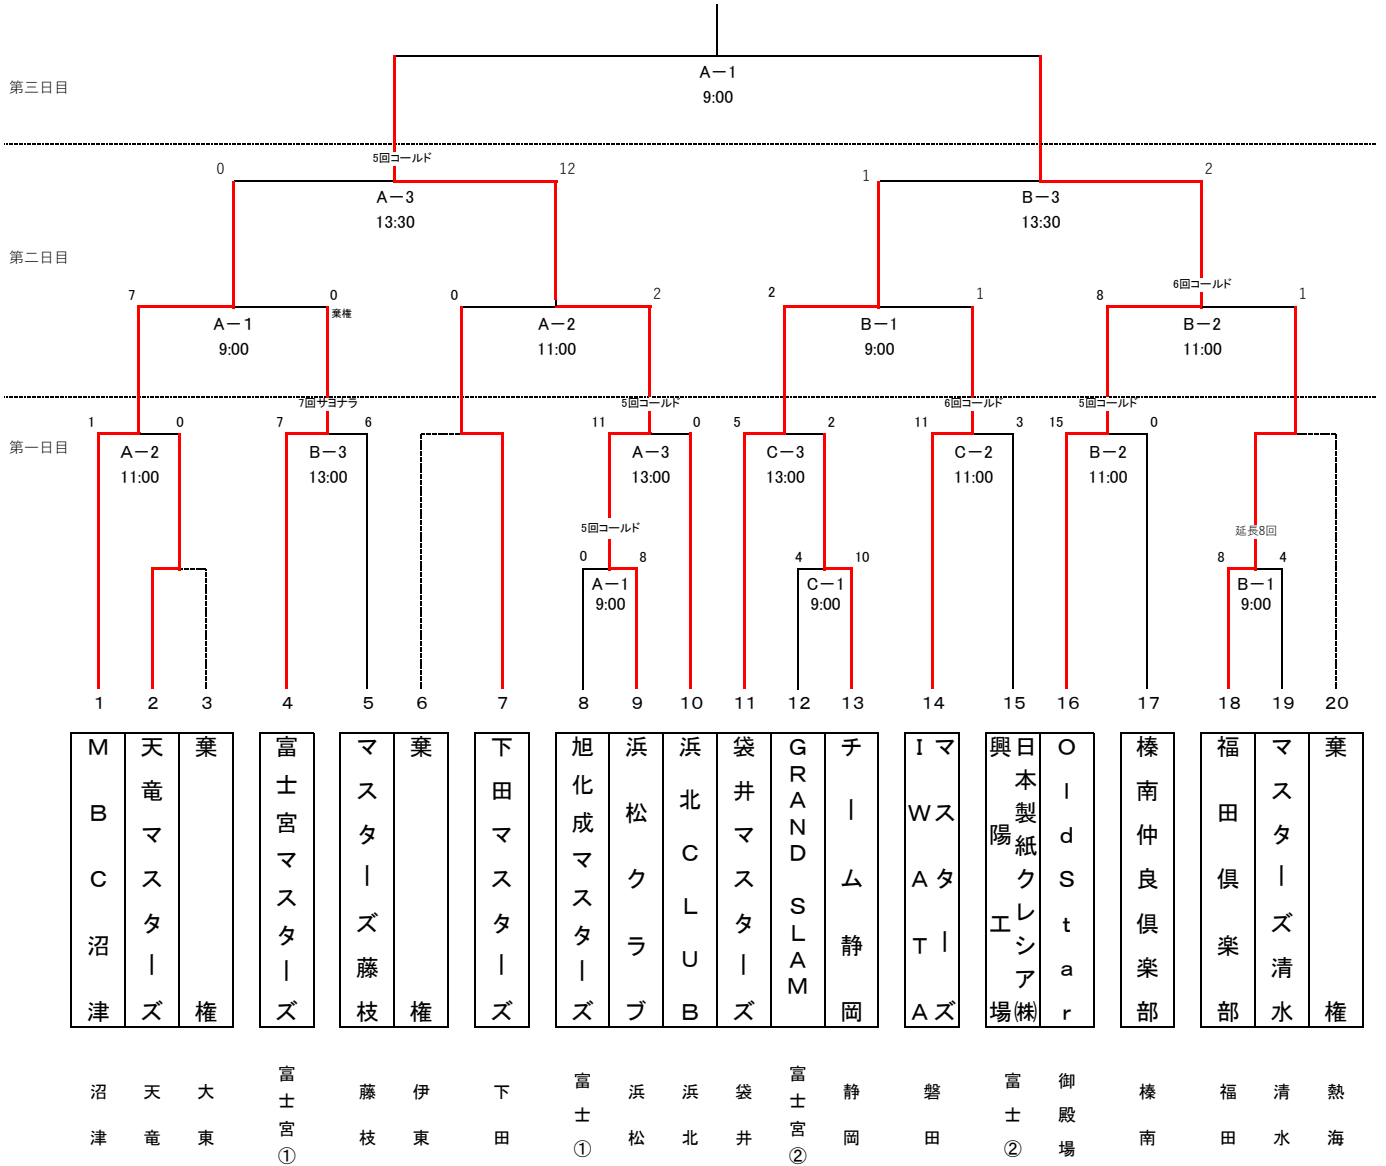 A－1
9:00
第三日目
5回コールド
0
12
1
2
A－3
13:30
B－3
13:30
第二日目
6回コールド
7
0
棄権
0
2
2
1
8
1
A－1
9:00
A－2
11:00
B－1
9:00
B－2
11:00
7回サヨナラ
5回コールド
6回コールド
5回コールド
第一日目
1
0
7
6
11
0
5
2
11
3
15
0
A－2
11:00
B－3
13:00
A－3
13:00
C－3
13:00
C－2
11:00
B－2
11:00
5回コールド
延長8回
0
8
4
10
8
4
A－1
9:00
C－1
9:00
B－1
9:00
1
2
3
4
5
6
7
8
9
10
11
12
13
14
15
16
17
18
19
20
MBC沼津
天竜マスターズ
棄権
富士宮マスターズ
マスターズ藤枝
棄権
下田マスターズ
旭化成マスターズ
浜松クラブ
浜北CLUB
袋井マスターズ
GRAND SLAM
チーム静岡
マスターズ
IWATA
日本製紙クレシア㈱
興陽工場
OldStar
榛南仲良倶楽部
福田倶楽部
マスターズ清水
棄権
沼津
天竜
大東
富士宮①
藤枝
伊東
下田
富士①
浜松
浜北
袋井
富士宮②
静岡
磐田
富士②
御殿場
榛南
福田
清水
熱海